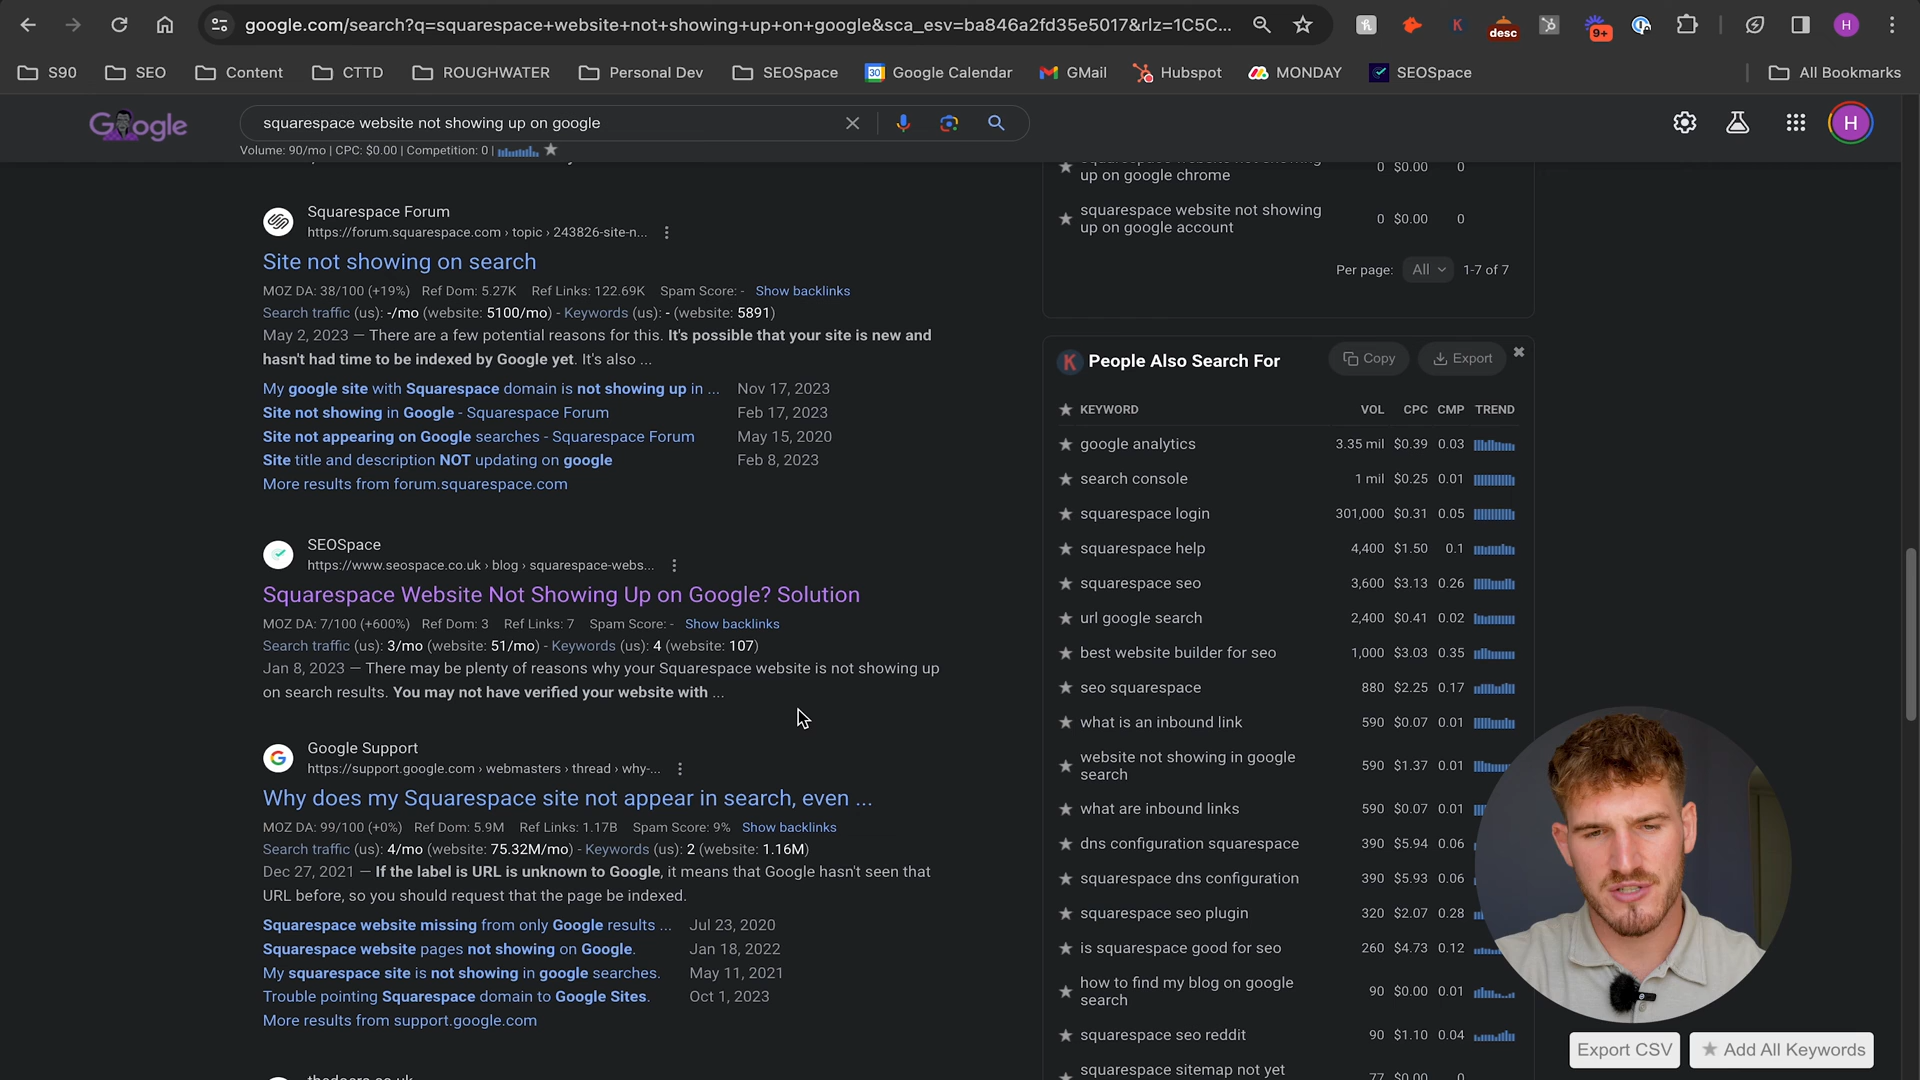 google.com/search?q=squarespace+website+not+showing+up+on+google&sca_esv=ba846a2fd35e5017&rlz=1C5C...
desc
9+
H
S90
SEO
Content
CTTD
ROUGHWATER
Personal Dev
SEOSpace
Google Calendar
GMail
Hubspot
MONDAY
SEOSpace
All Bookmarks
Google
squarespace website not showing up on google
H
Volume: 90/mo | CPC: $0.00 | Competition: 0 |
Squarespace Forum
https://forum.squarespace.com › topic › 243826-site-n...
Site not showing on search
MOZ DA: 38/100 (+19%) Ref Dom: 5.27K Ref Links: 122.69K Spam Score: - Show backlinks
Search traffic (us): -/mo (website: 5100/mo) - Keywords (us): - (website: 5891)
May 2, 2023 — There are a few potential reasons for this. It's possible that your site is new and
hasn't had time to be indexed by Google yet. It's also ...
My google site with Squarespace domain is not showing up in ... Nov 17, 2023
Site not showing in Google - Squarespace Forum Feb 17, 2023
Site not appearing on Google searches - Squarespace Forum May 15, 2020
Site title and description NOT updating on google Feb 8, 2023
More results from forum.squarespace.com
SEOSpace
https://www.seospace.co.uk › blog › squarespace-webs...
Squarespace Website Not Showing Up on Google? Solution
MOZ DA: 7/100 (+600%) Ref Dom: 3 Ref Links: 7 Spam Score: - Show backlinks
Search traffic (us): 3/mo (website: 51/mo) - Keywords (us): 4 (website: 107)
Jan 8, 2023 — There may be plenty of reasons why your Squarespace website is not showing up
on search results. You may not have verified your website with ...
Google Support
https://support.google.com › webmasters › thread › why-...
Why does my Squarespace site not appear in search, even ...
MOZ DA: 99/100 (+0%) Ref Dom: 5.9M Ref Links: 1.17B Spam Score: 9% Show backlinks
Search traffic (us): 4/mo (website: 75.32M/mo) - Keywords (us): 2 (website: 1.16M)
Dec 27, 2021 — If the label is URL is unknown to Google, it means that Google hasn't seen that
URL before, so you should request that the page be indexed.
Squarespace website missing from only Google results ... Jul 23, 2020
Squarespace website pages not showing on Google. Jan 18, 2022
My squarespace site is not showing in google searches. May 11, 2021
Trouble pointing Squarespace domain to Google Sites. Oct 1, 2023
More results from support.google.com
up on google chrome 0 $0.00 0
squarespace website not showing
up on google account 0 $0.00 0
Per page: All 1-7 of 7
K People Also Search For Copy Export
KEYWORD VOL CPC CMP TREND
google analytics 3.35 mil $0.39 0.03
search console 1 mil $0.25 0.01
squarespace login 301,000 $0.31 0.05
squarespace help 4,400 $1.50 0.1
squarespace seo 3,600 $3.13 0.26
url google search 2,400 $0.41 0.02
best website builder for seo 1,000 $3.03 0.35
seo squarespace 880 $2.25 0.17
what is an inbound link 590 $0.07 0.01
website not showing in google
search 590 $1.37 0.01
what are inbound links 590 $0.07 0.01
dns configuration squarespace 390 $5.94 0.06
squarespace dns configuration 390 $5.93 0.06
squarespace seo plugin 320 $2.07 0.28
is squarespace good for seo 260 $4.73 0.12
how to find my blog on google
search 90 $0.00 0.01
squarespace seo reddit 90 $1.10 0.04
squarespace sitemap not yet
77 $0.00 0
Export CSV
Add All Keywords